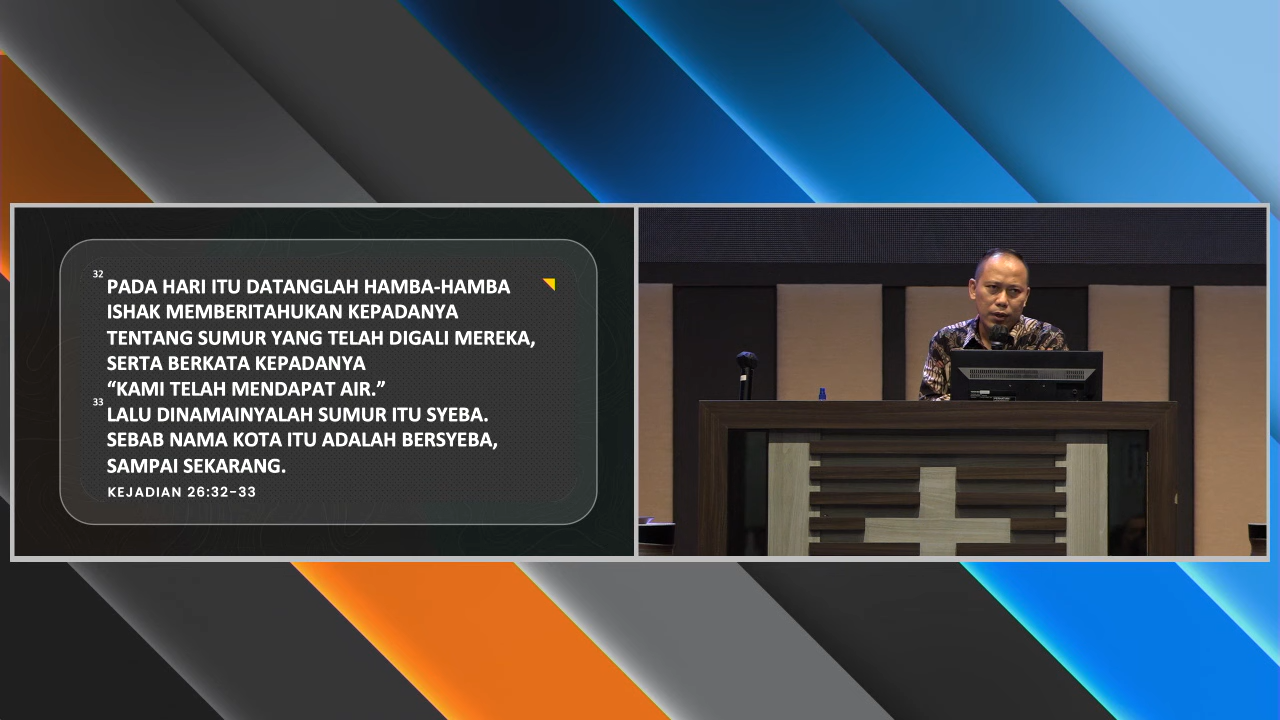 32
PADA HARI ITU DATANGLAH HAMBA-HAMBA
ISHAK MEMBERITAHUKAN KEPADANYA
TENTANG SUMUR YANG TELAH DIGALI MEREKA,
SERTA BERKATA KEPADANYA
“KAMI TELAH MENDAPAT AIR.”
33
LALU DINAMAINYALAH SUMUR ITU SYEBA.
SEBAB NAMA KOTA ITU ADALAH BERSYEBA,
SAMPAI SEKARANG.
KEJADIAN 26:32-33